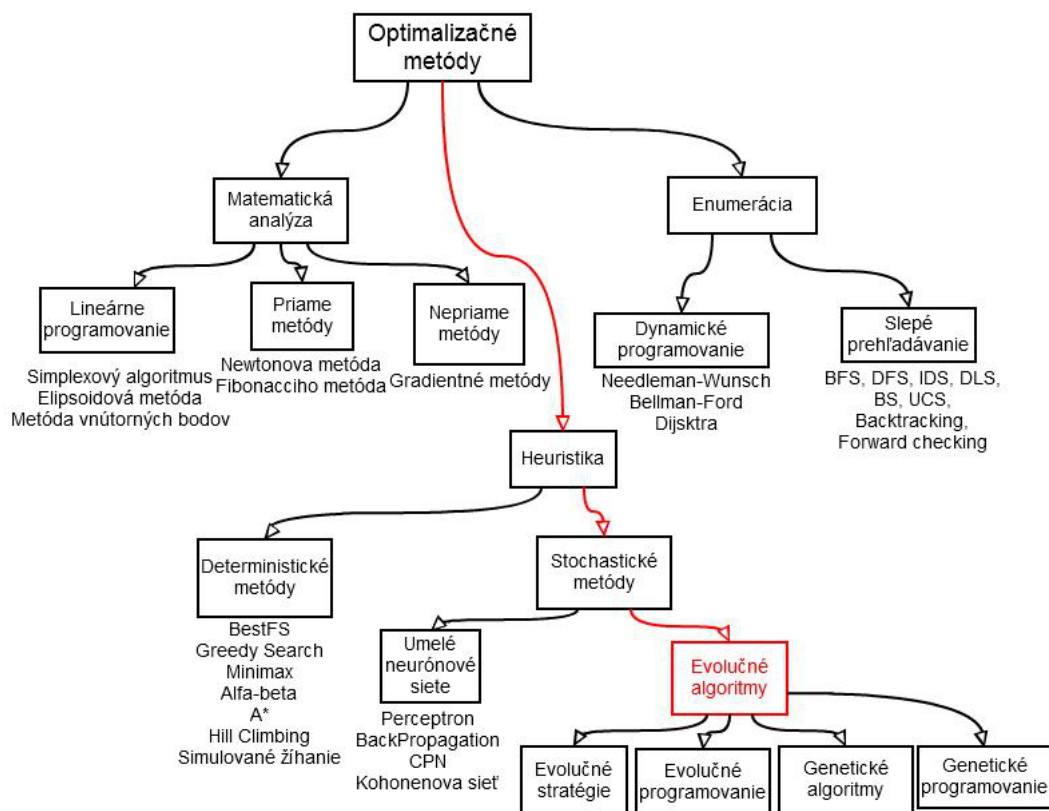 Optimalizačné
metódy
Matematická
analýza
Enumerácia
Lineárne
programovanie
Simplexový algoritmus
Elipsoidová metóda
Metóda vnútorných bodov
Priame
metódy
Newtonova metóda
Fibonacciho metóda
Nepriame
metódy
Gradientné metódy
Dynamické
programovanie
Needleman-Wunsch
Bellman-Ford
Dijsktra
Slepé
prehľadávanie
BFS, DFS, IDS, DLS,
BS, UCS,
Backtracking,
Forward checking
Heuristika
Deterministické
metódy
BestFS
Greedy Search
Minimax
Alfa-beta
A*
Hill Climbing
Simulované žíhanie
Stochastické
metódy
Umelé
neurónové
siete
Perceptron
BackPropagation
CPN
Kohonenova sieť
Evolučné
algoritmy
Evolučné
stratégie
Evolučné
programovanie
Genetické
algoritmy
Genetické
programovanie